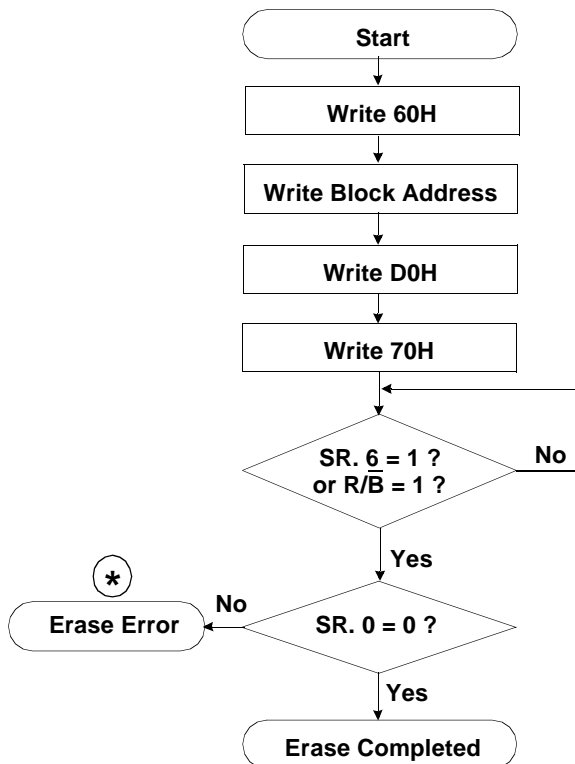 Start
Write 60H
Write Block Address
Write D0H
Write 70H
SR. 6 = 1 ?
or R/B̅ = 1 ?
No
Yes
*
No
Erase Error
SR. 0 = 0 ?
Yes
Erase Completed